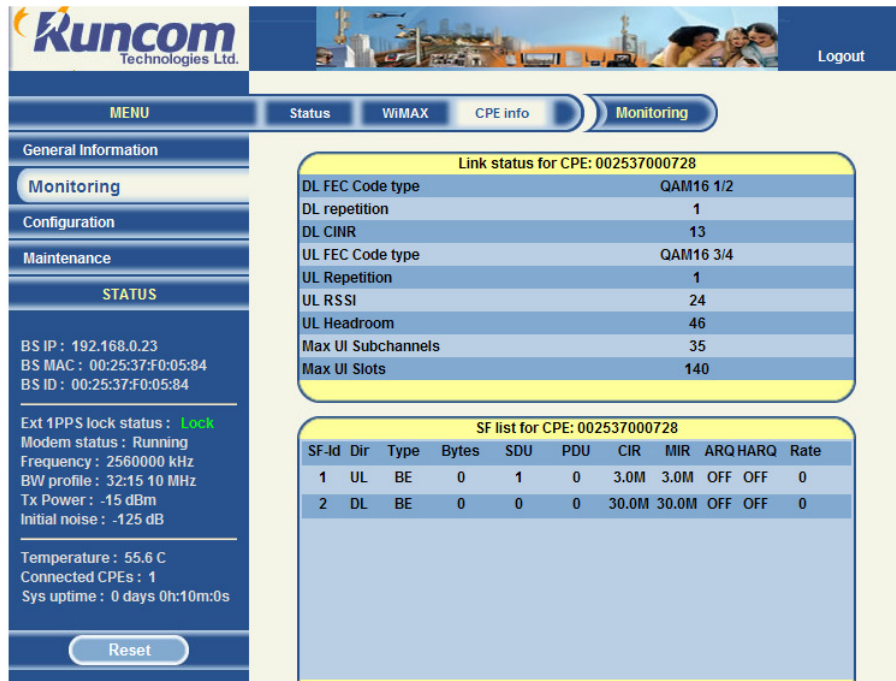 Runcom
Technologies Ltd.
Logout
MENU
Status WiMAX CPE info Monitoring
General Information
Monitoring
Configuration
Maintenance
STATUS
BS IP : 192.168.0.23
BS MAC : 00:25:37:F0:05:84
BS ID : 00:25:37:F0:05:84
Ext 1PPS lock status : Lock
Modem status : Running
Frequency : 2560000 kHz
BW profile : 32:15 10 MHz
Tx Power : -15 dBm
Initial noise : -125 dB
Temperature : 55.6 C
Connected CPEs : 1
Sys uptime : 0 days 0h:10m:0s
Reset
Link status for CPE: 002537000728
DL FEC Code type QAM16 1/2
DL repetition 1
DL CINR 13
UL FEC Code type QAM16 3/4
UL Repetition 1
UL RSSI 24
UL Headroom 46
Max Ul Subchannels 35
Max Ul Slots 140
SF list for CPE: 002537000728
SF-Id Dir Type Bytes SDU PDU CIR MIR ARQ HARQ Rate
1 UL BE 0 1 0 3.0M 3.0M OFF OFF 0
2 DL BE 0 0 0 30.0M 30.0M OFF OFF 0